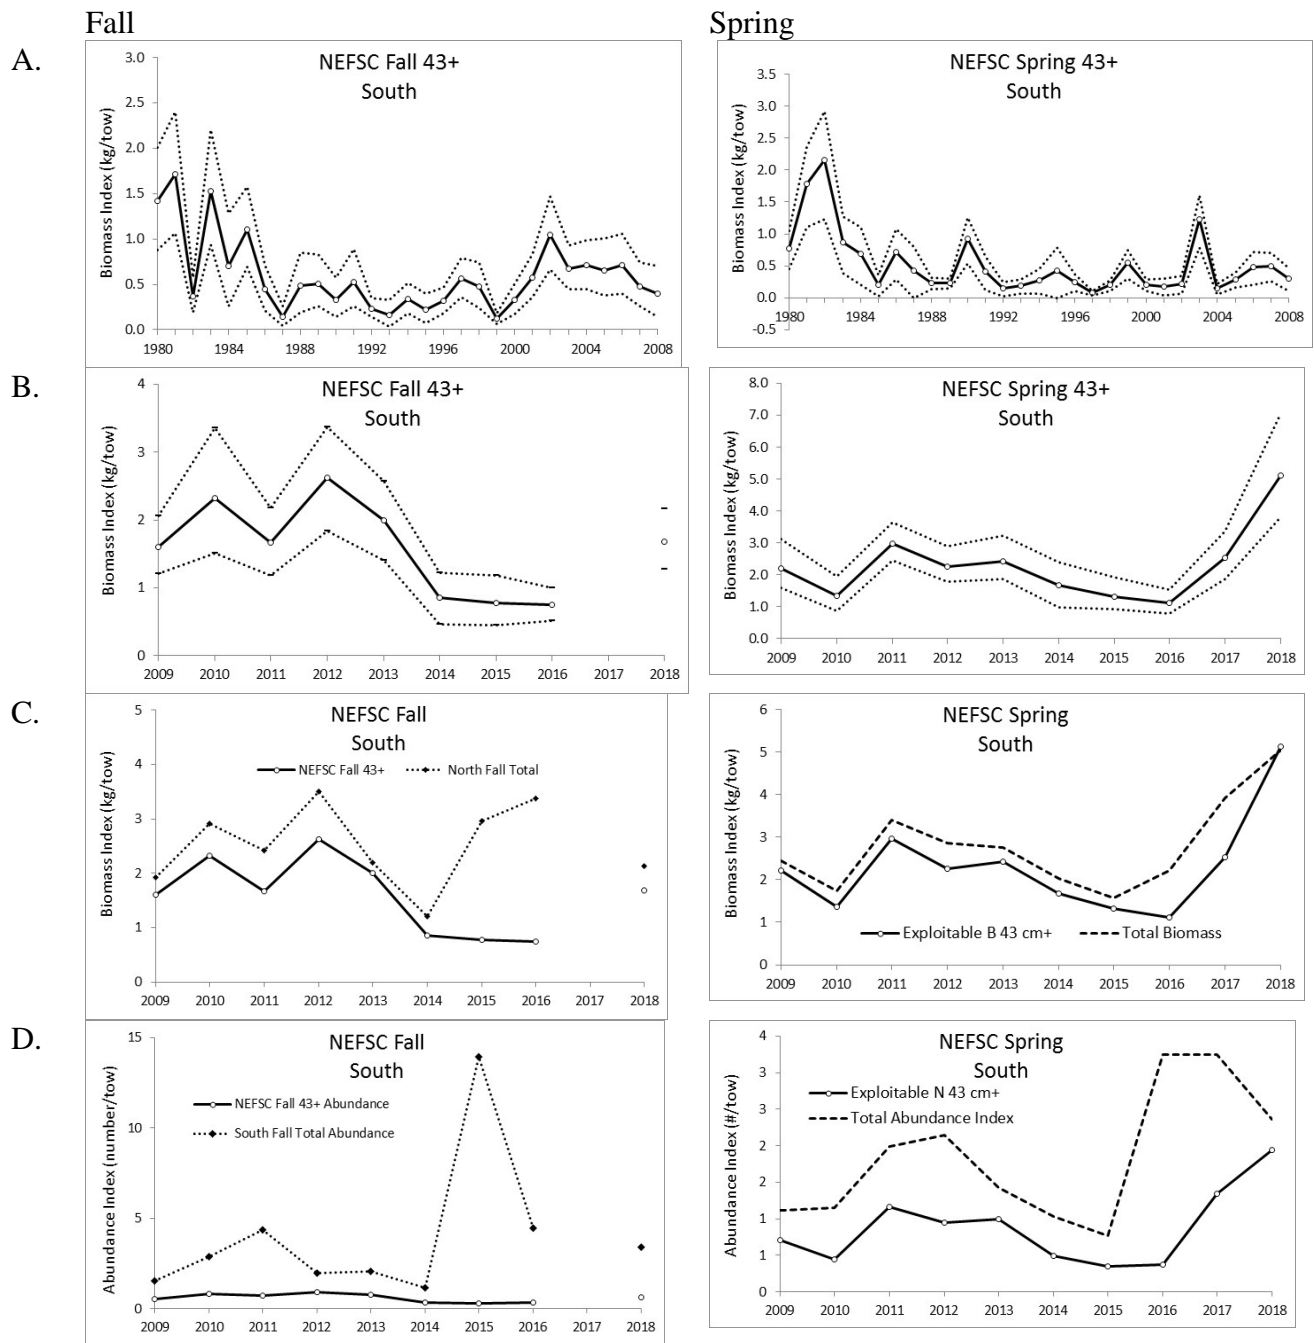 Fall
Spring
A.
NEFSC Fall 43+
South
Biomass Index (kg/tow)
3.0
2.5
2.0
1.5
1.0
0.5
0.0
1980 1984 1988 1992 1996 2000 2004 2008
NEFSC Spring 43+
South
Biomass Index (kg/tow)
3.5
3.0
2.5
2.0
1.5
1.0
0.5
0.0
-0.5
1980 1984 1988 1992 1996 2000 2004 2008
B.
NEFSC Fall 43+
South
Biomass Index (kg/tow)
4
3
2
1
0
2009 2010 2011 2012 2013 2014 2015 2016 2017 2018
NEFSC Spring 43+
South
Biomass Index (kg/tow)
8.0
7.0
6.0
5.0
4.0
3.0
2.0
1.0
0.0
2009 2010 2011 2012 2013 2014 2015 2016 2017 2018
C.
NEFSC Fall
South
NEFSC Fall 43+ North Fall Total
Biomass Index (kg/tow)
5
4
3
2
1
0
2009 2010 2011 2012 2013 2014 2015 2016 2017 2018
NEFSC Spring
South
Biomass Index (kg/tow)
6
5
4
3
2
1
0
Exploitable B 43 cm+ Total Biomass
2009 2010 2011 2012 2013 2014 2015 2016 2017 2018
D.
NEFSC Fall
South
NEFSC Fall 43+ Abundance
South Fall Total Abundance
Abundance Index (number/tow)
15
10
5
0
2009 2010 2011 2012 2013 2014 2015 2016 2017 2018
NEFSC Spring
South
Exploitable N 43 cm+
Total Abundance Index
Abundance Index (#/tow)
4
3
3
2
2
1
1
0
2009 2010 2011 2012 2013 2014 2015 2016 2017 2018